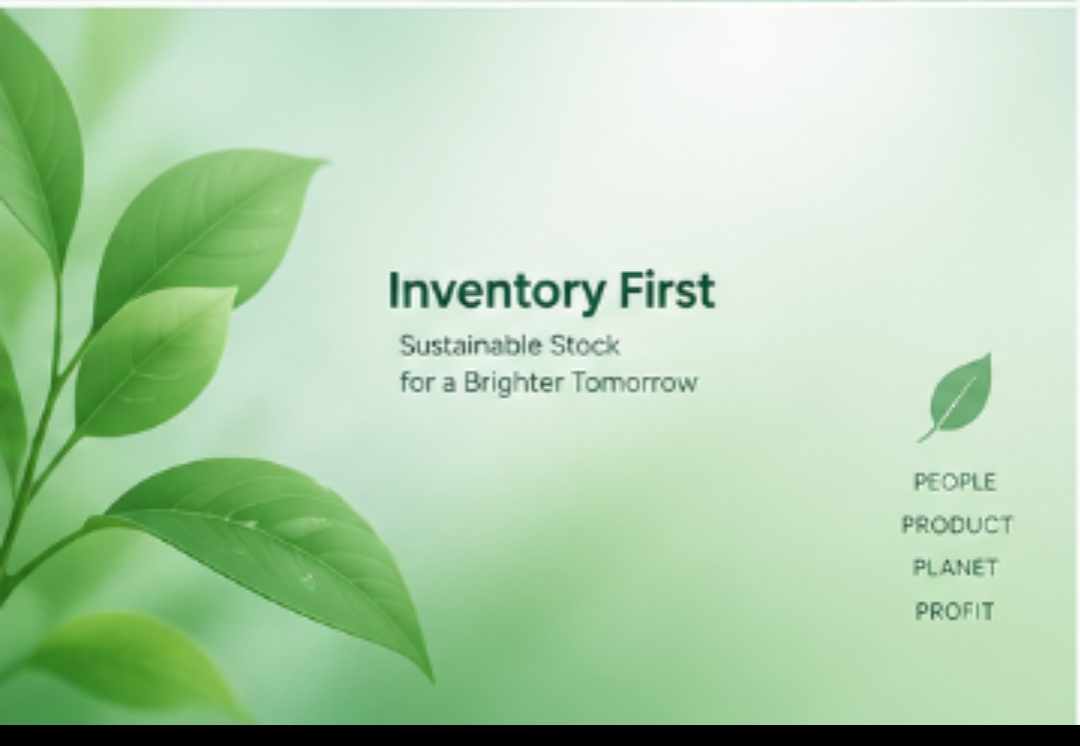 Inventory First
Sustainable Stock
for a Brighter Tomorrow
PEOPLE
PRODUCT
PLANET
PROFIT